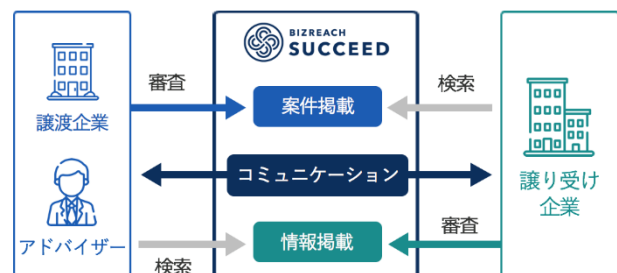 BIZREACH
SUCCEED
審査
検索
案件掲載
譲渡企業
コミュニケーション
譲り受け
企業
アドバイザー
審査
情報掲載
検索